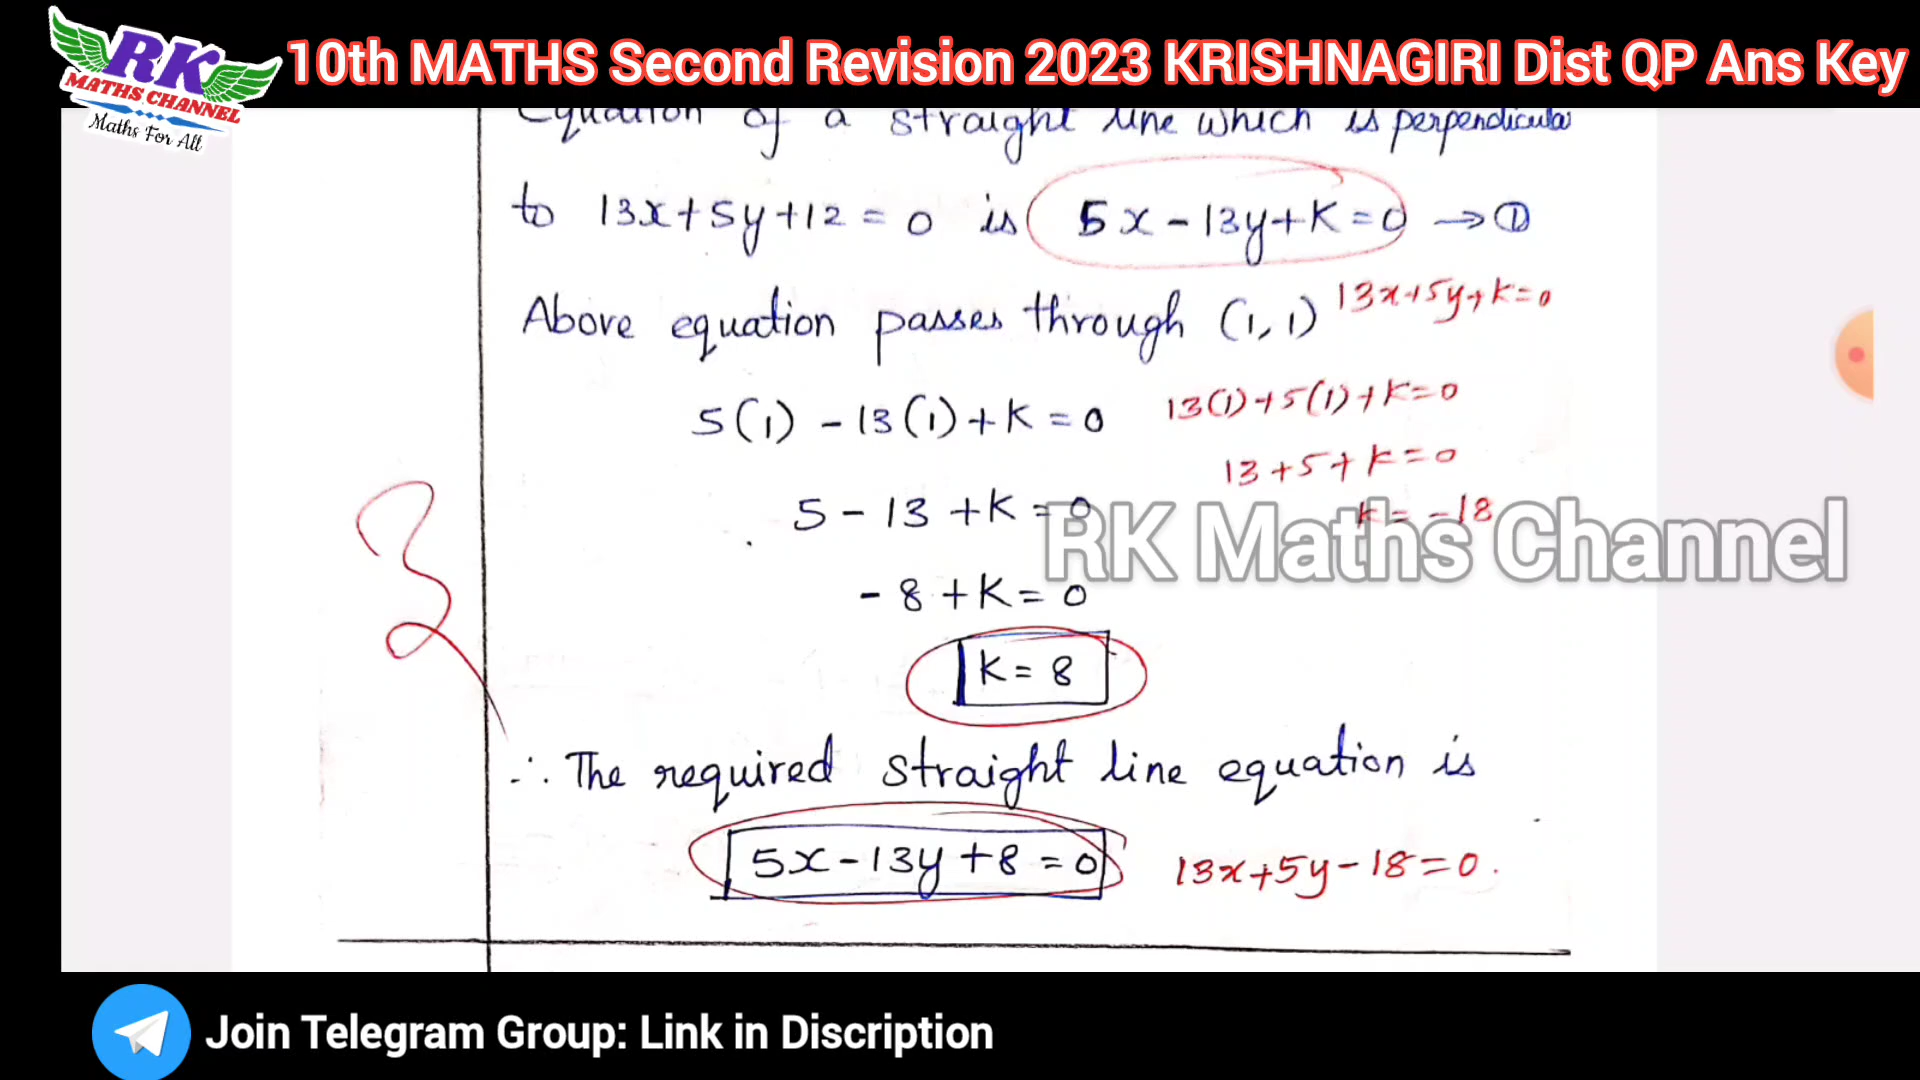 RK
MATHS CHANNEL
Maths For All
10th MATHS Second Revision 2023 KRISHNAGIRI Dist QP Ans Key
Equation of a straight line which is perpendicular
to 13x+5y+12=0 is 5x-13y+K=0 → ①
Above equation passes through (1,1)
13x+5y+k=0
5(1) - 13(1)+K=0
13(1)+5(1)+K=0
5-13+K=0
13+5+k=0
k=-18
RK Maths Channel
-8+K=0
K=8
3
∴ The required straight line equation is
5x-13y+8=0
13x+5y-18=0.
Join Telegram Group: Link in Discription